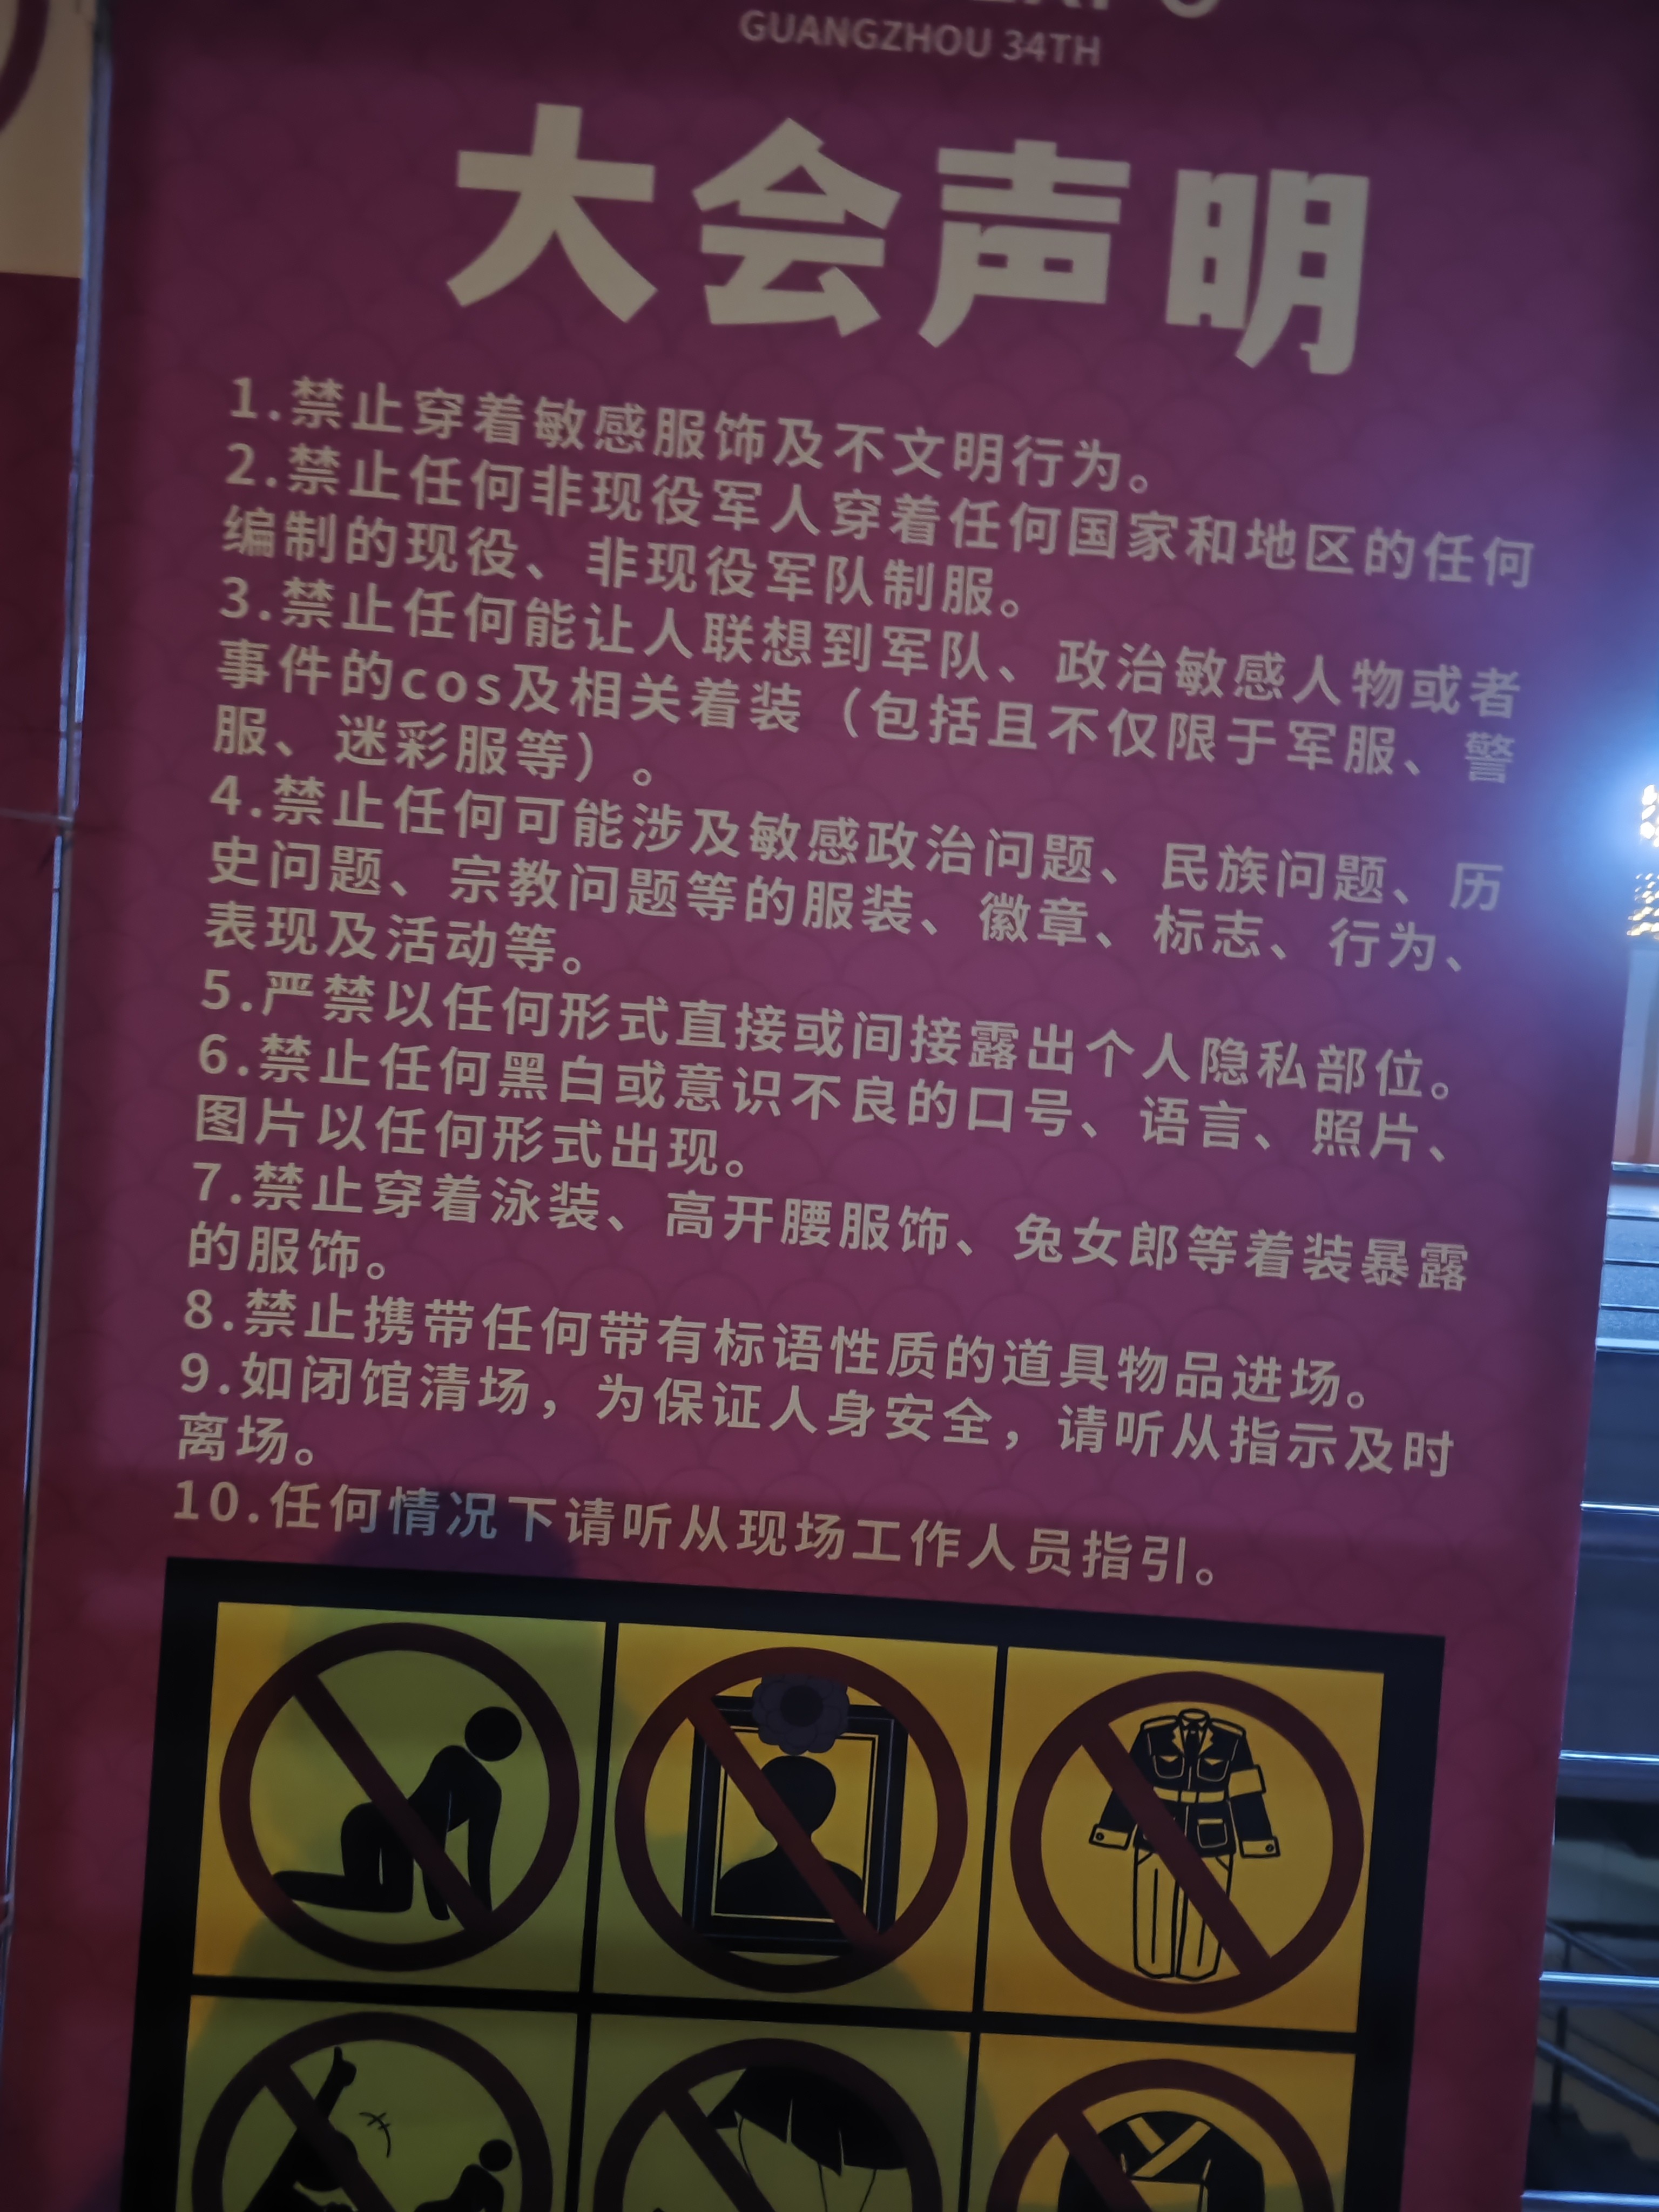 GUANGZHOU 34TH
大会声明
1.禁止穿着敏感服饰及不文明行为。
2.禁止任何非现役军人穿着任何国家和地区的任何
编制的现役、非现役军队制服。
3.禁止任何能让人联想到军队、政治敏感人物或者
事件的cos及相关着装（包括且不仅限于军服、警
服、迷彩服等）。
4.禁止任何可能涉及敏感政治问题、民族问题、历
史问题、宗教问题等的服装、徽章、标志、行为、
表现及活动等。
5.严禁以任何形式直接或间接露出个人隐私部位。
6.禁止任何黑白或意识不良的口号、语言、照片、
图片以任何形式出现。
7.禁止穿着泳装、高开腰服饰、兔女郎等着装暴露
的服饰。
8.禁止携带任何带有标语性质的道具物品进场。
9.如闭馆清场，为保证人身安全，请听从指示及时
离场。
10.任何情况下请听从现场工作人员指引。